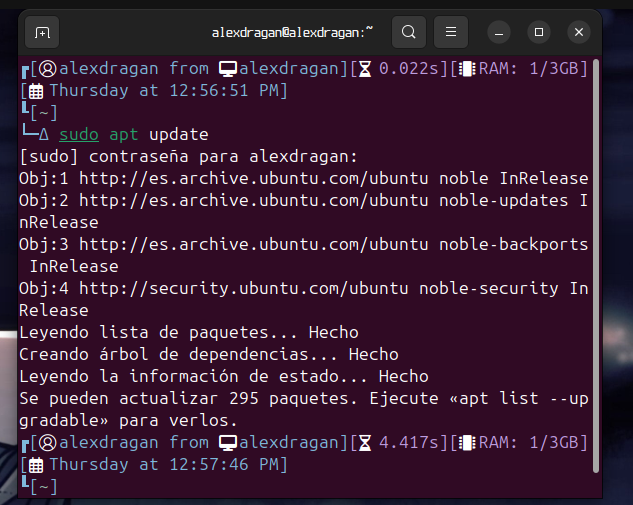 alexdragan@alexdragan:~
┏[alexdragan from alexdragan][0.022s][RAM: 1/3GB]
[Thursday at 12:56:51 PM]
┗[~]
└─Δ sudo apt update
[sudo] contraseña para alexdragan:
Obj:1 http://es.archive.ubuntu.com/ubuntu noble InRelease
Obj:2 http://es.archive.ubuntu.com/ubuntu noble-updates I
nRelease
Obj:3 http://es.archive.ubuntu.com/ubuntu noble-backports
 InRelease
Obj:4 http://security.ubuntu.com/ubuntu noble-security In
Release
Leyendo lista de paquetes... Hecho
Creando árbol de dependencias... Hecho
Leyendo la información de estado... Hecho
Se pueden actualizar 295 paquetes. Ejecute «apt list --up
gradable» para verlos.
┏[alexdragan from alexdragan][4.417s][RAM: 1/3GB]
[Thursday at 12:57:46 PM]
┗[~]